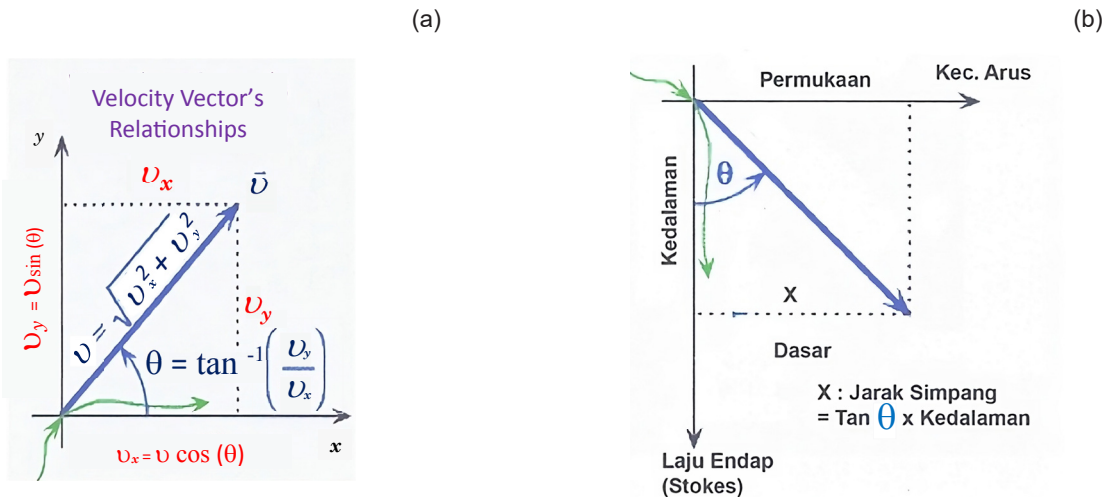 (a)
Velocity Vector's
Relationships
y
υx
υ⃗
υy = υsin (θ)
υ = √(υx² + υy²)
υy
θ = tan ⁻¹(υy/υx)
x
υx = υ cos (θ)
(b)
Permukaan
Kec. Arus
Kedalaman
θ
X
Dasar
X : Jarak Simpang
= Tan θ x Kedalaman
Laju Endap
(Stokes)